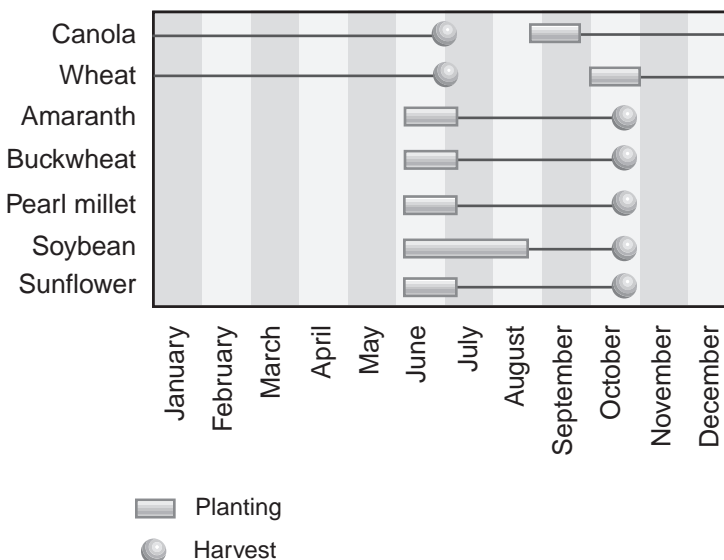 Canola
Wheat
Amaranth
Buckwheat
Pearl millet
Soybean
Sunflower
January
February
March
April
May
June
July
August
September
October
November
December
Planting
Harvest